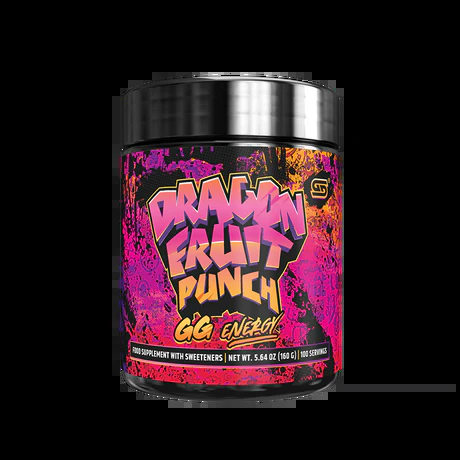 DRAGON
FRUIT
PUNCH
GG ENERGY
FOOD SUPPLEMENT WITH SWEETENERS | NET WT. 5.64 OZ (160 G) | 100 SERVINGS